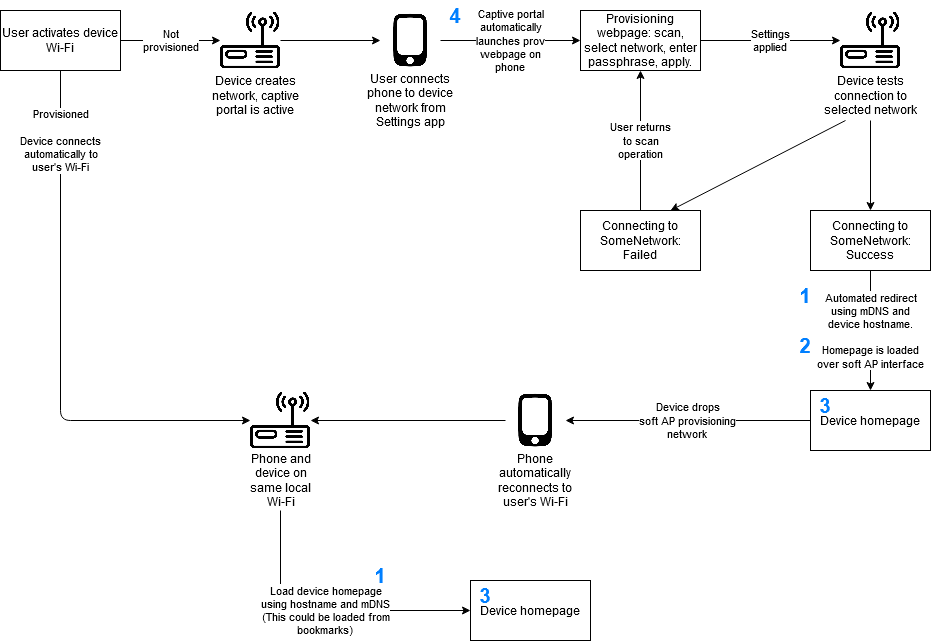 User activates device
Wi-Fi
Not
provisioned
Device creates
network, captive
portal is active
User connects
phone to device
network from
Settings app
4
Captive portal
automatically
launches prov
webpage on
phone
Provisioning
webpage: scan,
select network, enter
passphrase, apply.
Settings
applied
Device tests
connection to
selected network
Provisioned
Device connects
automatically to
user's Wi-Fi
User returns
to scan
operation
Connecting to
SomeNetwork:
Failed
Connecting to
SomeNetwork:
Success
1
Automated redirect
using mDNS and
device hostname.
2
Homepage is loaded
over soft AP interface
3
Device homepage
Device drops
soft AP provisioning
network
Phone
automatically
reconnects to
user's Wi-Fi
Phone and
device on
same local
Wi-Fi
1
Load device homepage
using hostname and mDNS
(This could be loaded from
bookmarks)
3
Device homepage